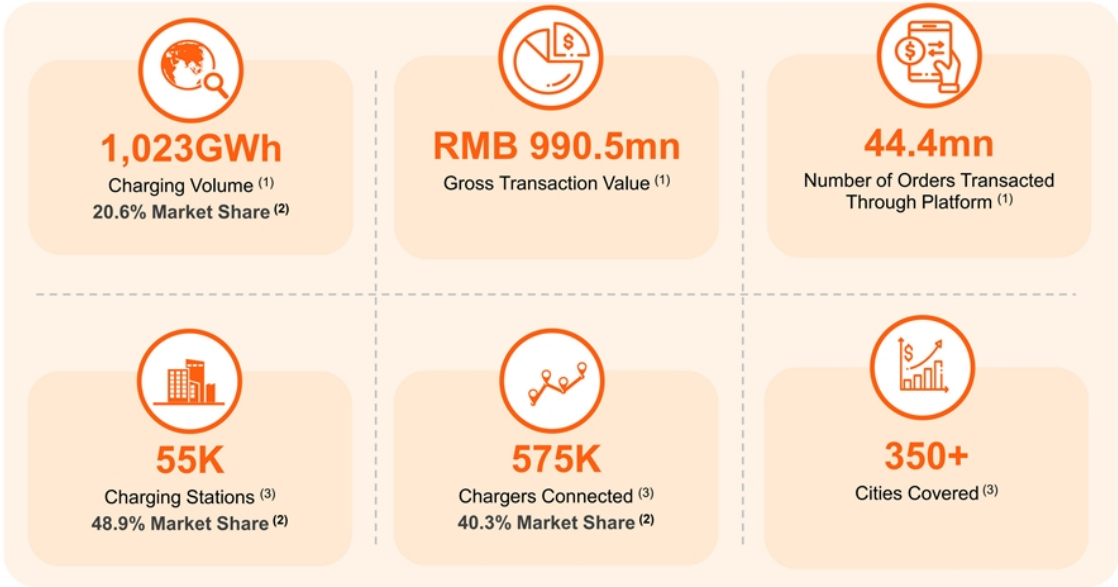 $
$
1,023GWh
Charging Volume (1)
20.6% Market Share (2)
RMB 990.5mn
Gross Transaction Value (1)
44.4mn
Number of Orders Transacted
Through Platform (1)
$
55K
Charging Stations (3)
48.9% Market Share (2)
575K
Chargers Connected (3)
40.3% Market Share (2)
350+
Cities Covered (3)